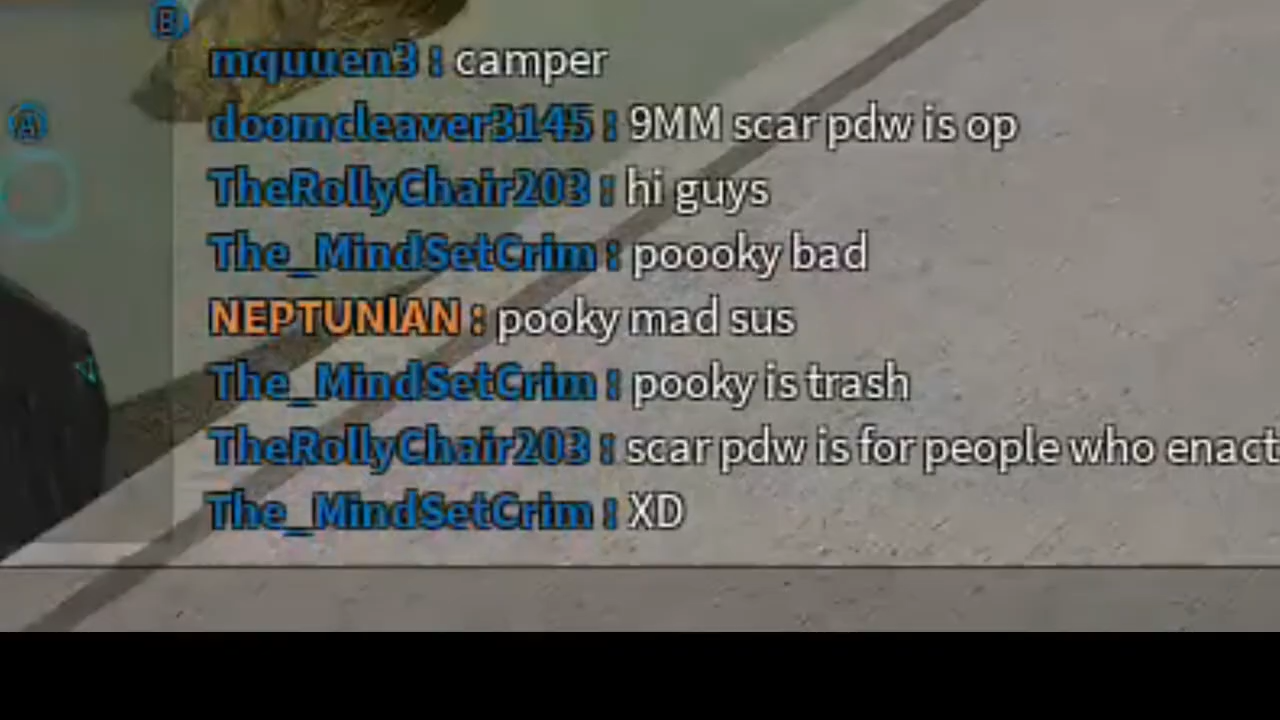 B
mquuen3 : camper
A
doomcleaver3145 : 9MM scar pdw is op
TheRollyChair203 : hi guys
The_MindSetCrim : poooky bad
NEPTUNIAN : pooky mad sus
The_MindSetCrim : pooky is trash
TheRollyChair203 : scar pdw is for people who enact
The_MindSetCrim : XD